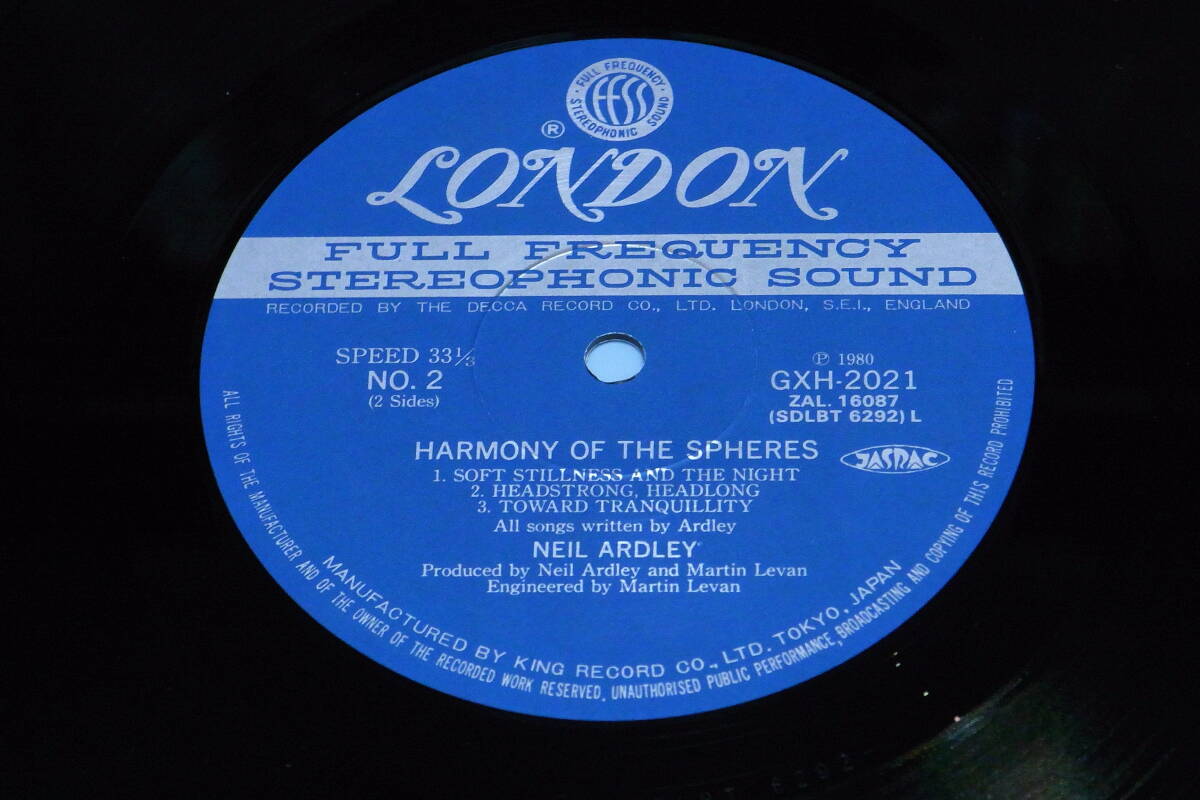 FULL FREQUENCY
FFSS
STEREOPHONIC SOUND
®
LONDON
FULL FREQUENCY
STEREOPHONIC SOUND
RECORDED BY THE DECCA RECORD CO., LTD. LONDON, S.E.I., ENGLAND
SPEED 33⅓
NO. 2
(2 Sides)
℗ 1980
GXH-2021
ZAL. 16087
(SDLBT 6292) L
JASRAC
HARMONY OF THE SPHERES
1. SOFT STILLNESS AND THE NIGHT
2. HEADSTRONG, HEADLONG
3. TOWARD TRANQUILLITY
All songs written by Ardley
NEIL ARDLEY
Produced by Neil Ardley and Martin Levan
Engineered by Martin Levan
MANUFACTURED BY KING RECORD CO., LTD. TOKYO, JAPAN
ALL RIGHTS OF THE MANUFACTURER AND OF THE OWNER OF THE RECORDED WORK RESERVED. UNAUTHORISED PUBLIC PERFORMANCE, BROADCASTING AND COPYING OF THIS RECORD PROHIBITED